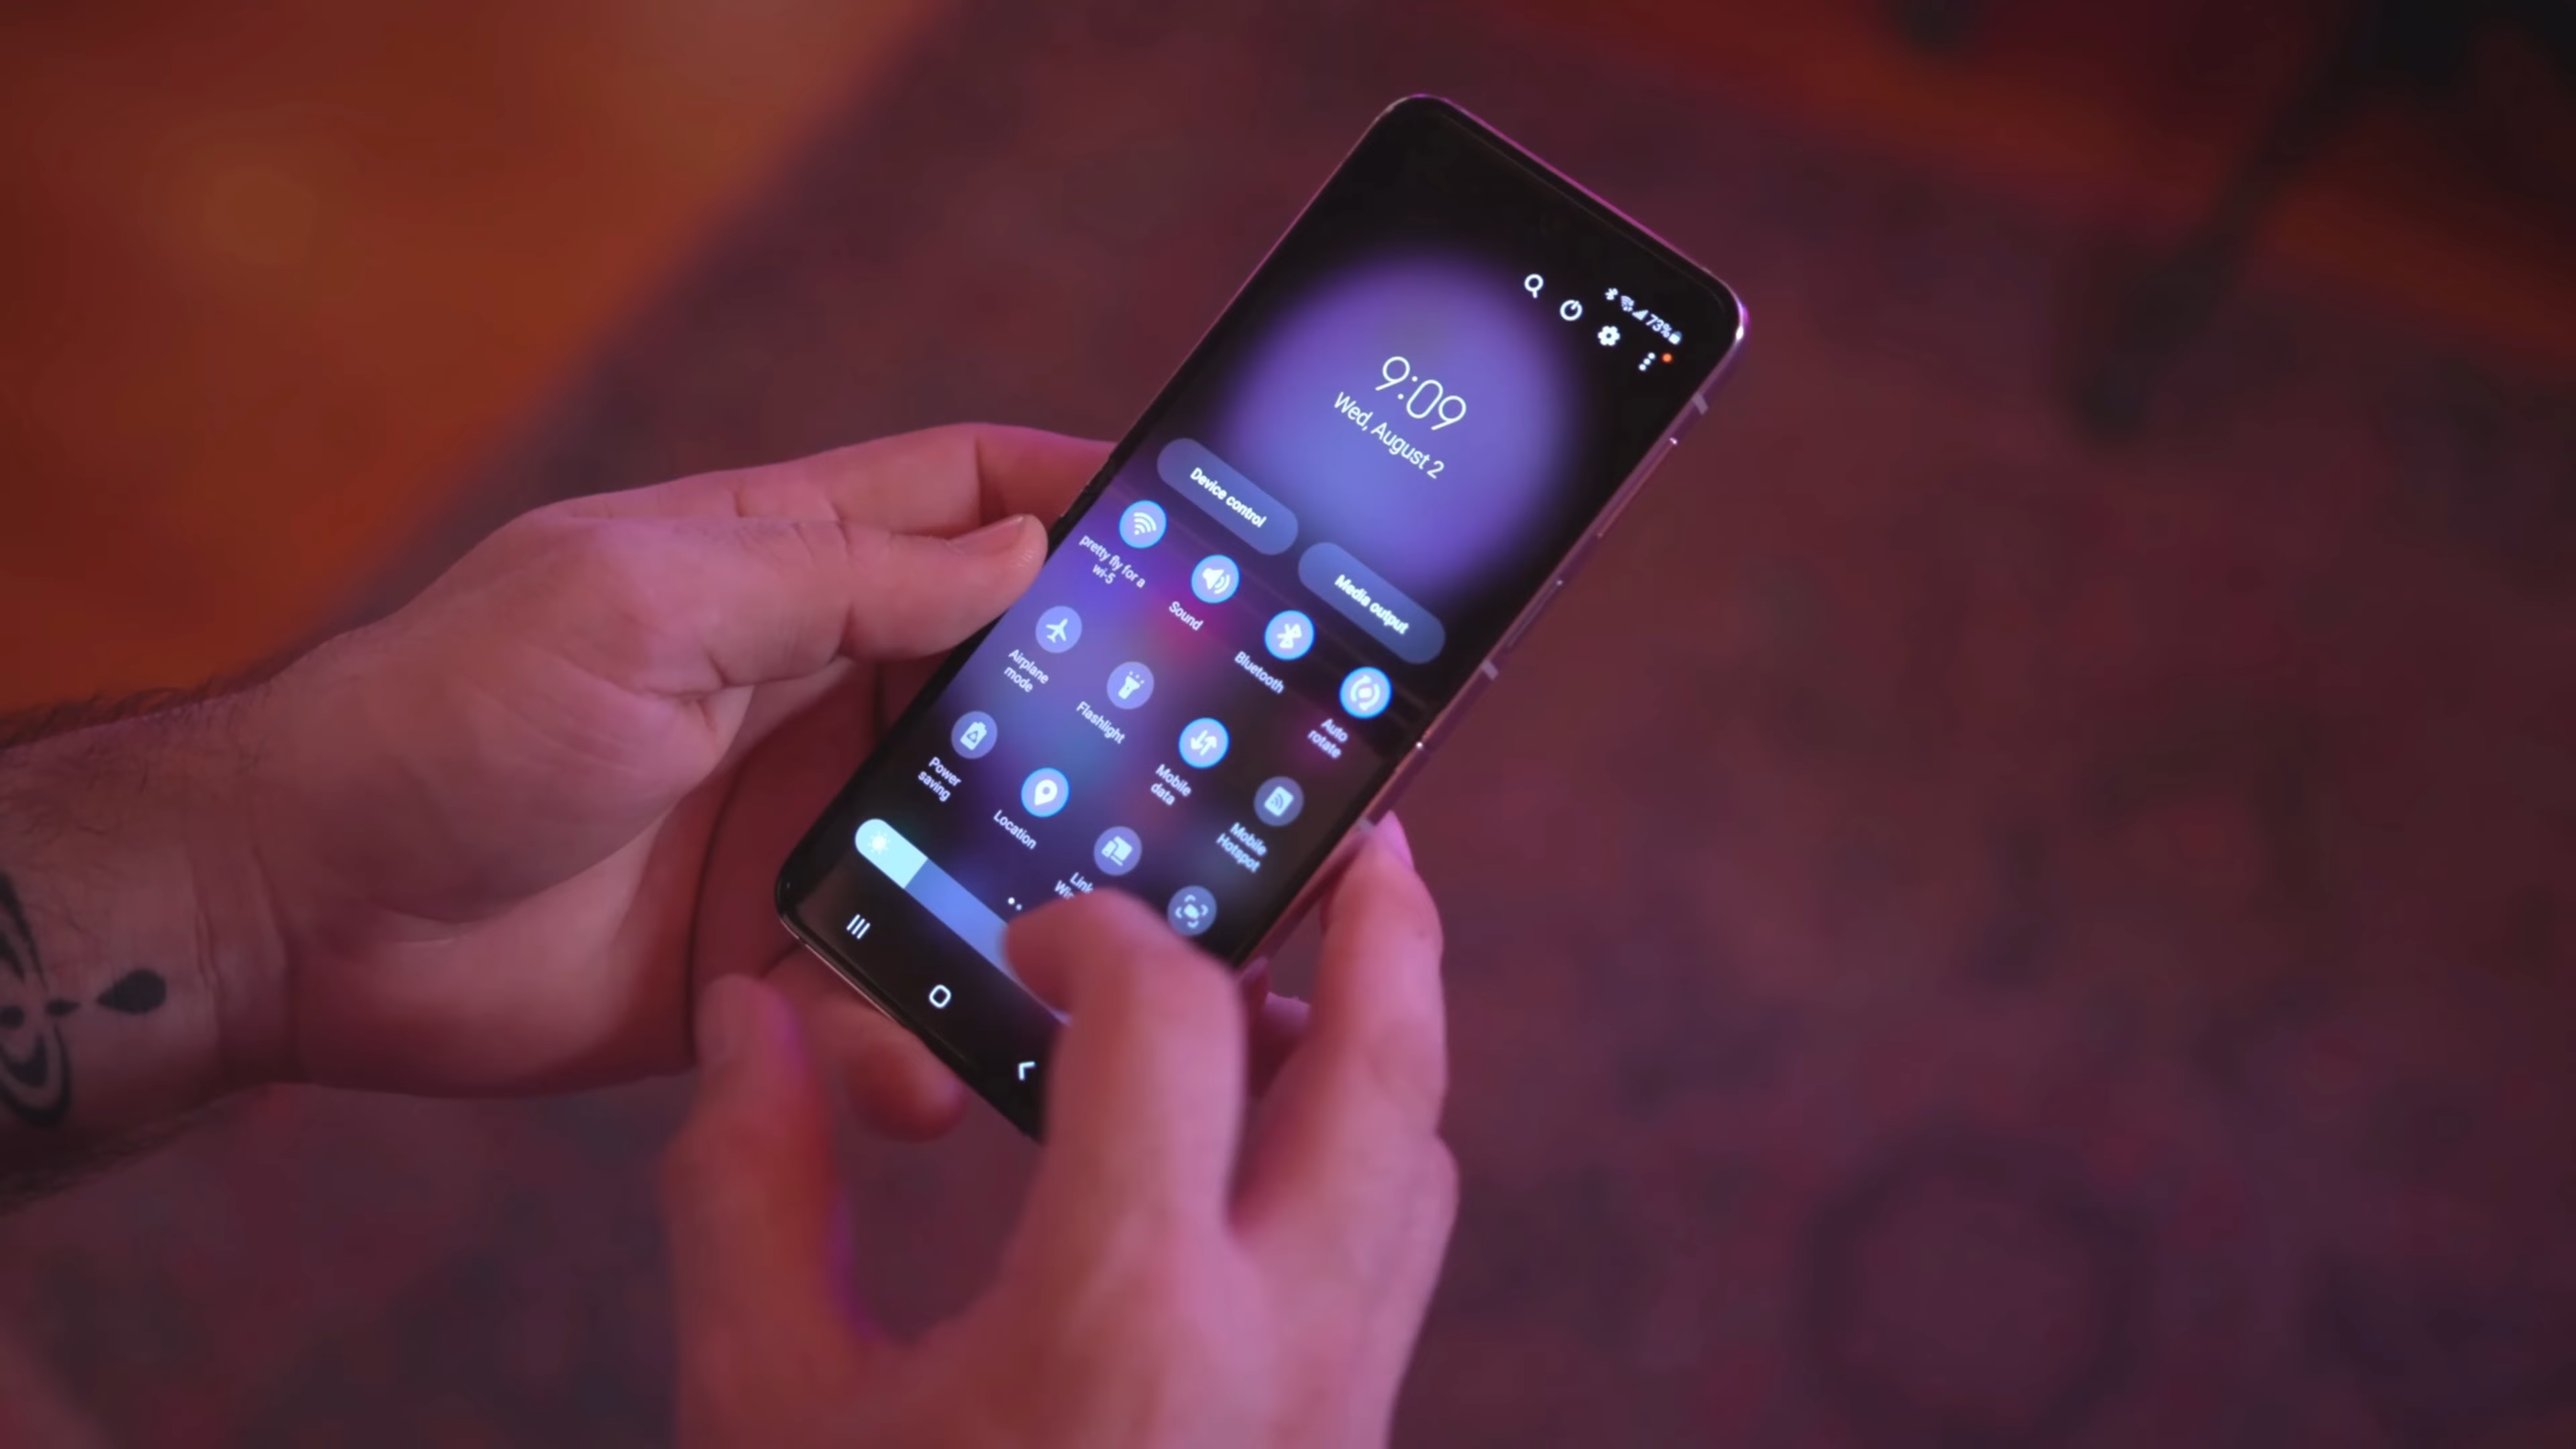 73%
9:09
Wed, August 2
Device control
Media output
pretty fly for a
wi-5
Sound
Bluetooth
Auto
rotate
Airplane
mode
Flashlight
Mobile
data
Mobile
Hotspot
Power
saving
Location